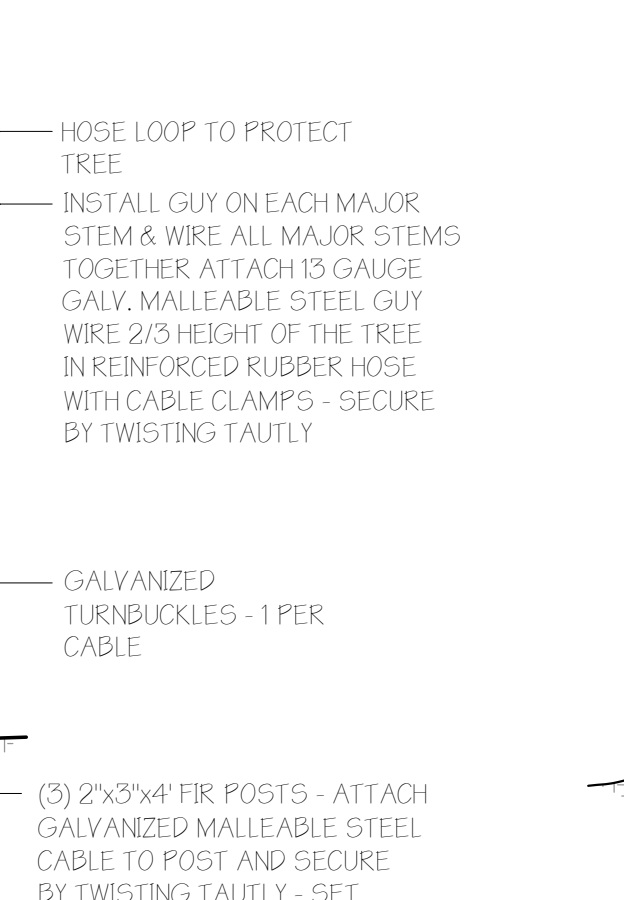 HOSE LOOP TO PROTECT
TREE
INSTALL GUY ON EACH MAJOR
STEM & WIRE ALL MAJOR STEMS
TOGETHER ATTACH 13 GAUGE
GALV. MALLEABLE STEEL GUY
WIRE 2/3 HEIGHT OF THE TREE
IN REINFORCED RUBBER HOSE
WITH CABLE CLAMPS - SECURE
BY TWISTING TAUTLY
GALVANIZED
TURNBUCKLES - 1 PER
CABLE
(3) 2"x3"x4' FIR POSTS - ATTACH
GALVANIZED MALLEABLE STEEL
CABLE TO POST AND SECURE
BY TWISTING TAUTLY - SET